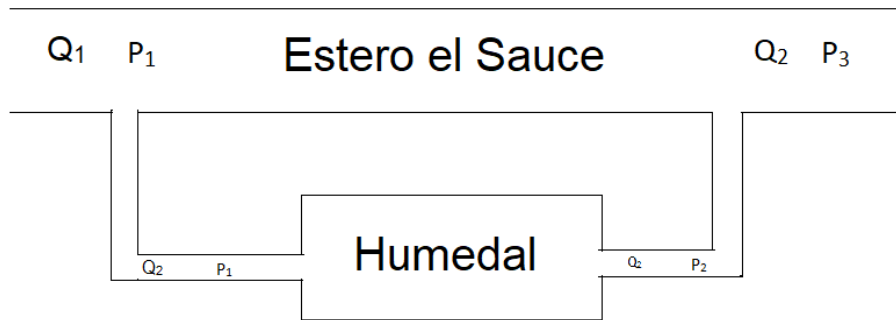 Q₁ P₁ Estero el Sauce Q₂ P₃
Q₂ P₁ Humedal Q₂ P₂